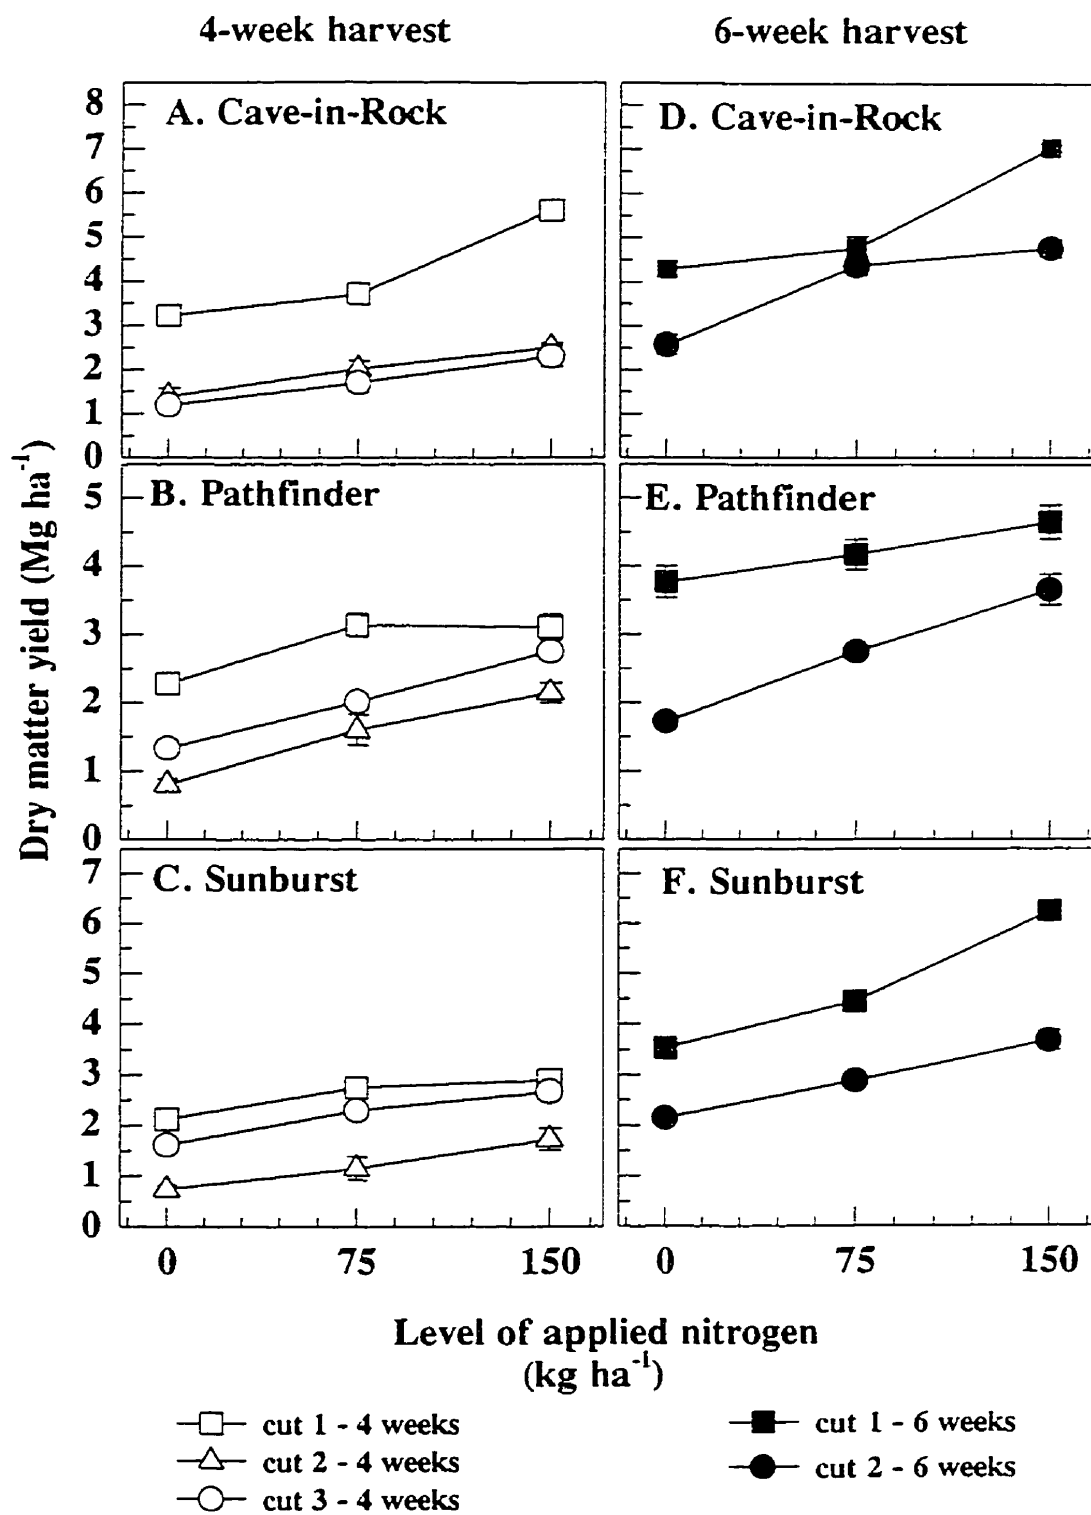 4-week harvest
6-week harvest
A. Cave-in-Rock
D. Cave-in-Rock
8
7
6
5
4
3
2
1
0
B. Pathfinder
E. Pathfinder
5
4
3
2
1
0
C. Sunburst
F. Sunburst
7
6
5
4
3
2
1
0
Dry matter yield (Mg ha⁻¹)
0 75 150
0 75 150
Level of applied nitrogen
(kg ha⁻¹)
cut 1 - 4 weeks
cut 2 - 4 weeks
cut 3 - 4 weeks
cut 1 - 6 weeks
cut 2 - 6 weeks